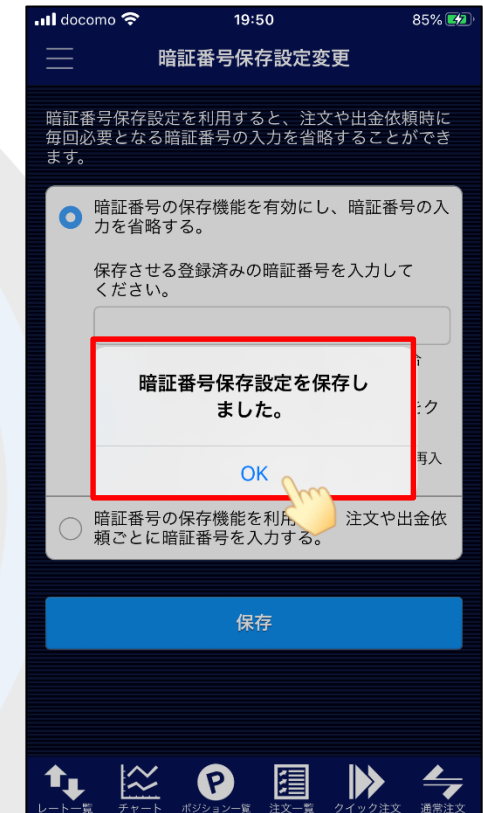 docomo 19:50 85%
暗証番号保存設定変更
暗証番号保存設定を利用すると、注文や出金依頼時に
毎回必要となる暗証番号の入力を省略することができ
ます。
暗証番号の保存機能を有効にし、暗証番号の入
力を省略する。
保存させる登録済みの暗証番号を入力して
ください。
暗証番号保存設定を保存し
ました。
ク
再入
OK
暗証番号の保存機能を利用 注文や出金依
頼ごとに暗証番号を入力する。
保存
レート一覧 チャート ポジション一覧 注文一覧 クイック注文 通常注文